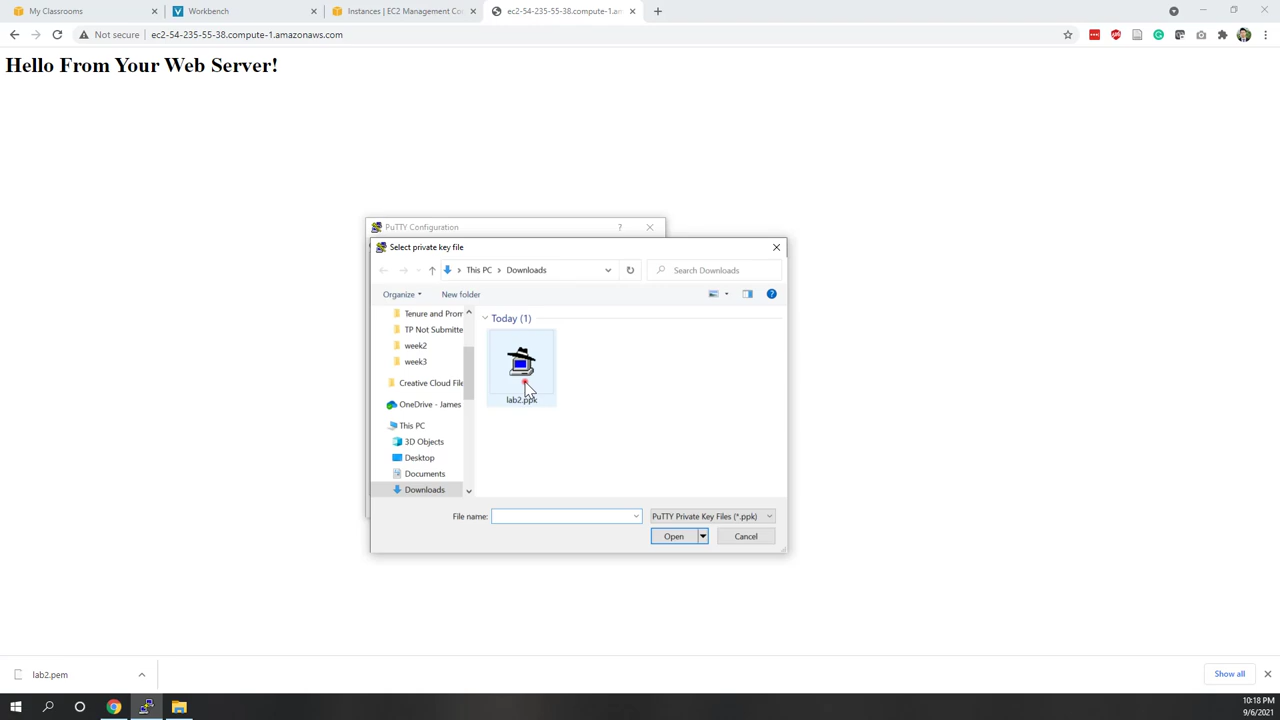 My Classrooms
Workbench
Instances | EC2 Management Con
ec2-54-235-55-38.compute-1.am
Not secure
ec2-54-235-55-38.compute-1.amazonaws.com
Hello From Your Web Server!
PuTTY Configuration
?
Select private key file
This PC
Downloads
Search Downloads
Organize
New folder
?
Tenure and Prom
TP Not Submitte
week2
week3
Creative Cloud File
OneDrive - James
This PC
3D Objects
Desktop
Documents
Downloads
Today (1)
lab2.ppk
File name:
PuTTY Private Key Files (*.ppk)
Open
Cancel
lab2.pem
Show all
10:18 PM
9/6/2021